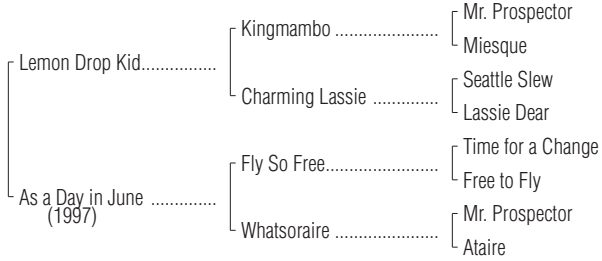 Mr. Prospector
Kingmambo .......................
Miesque
Lemon Drop Kid................
Seattle Slew
Charming Lassie ...............
Lassie Dear
Time for a Change
Fly So Free.........................
Free to Fly
As a Day in June ..............
(1997)
Mr. Prospector
Whatsoraire .......................
Ataire